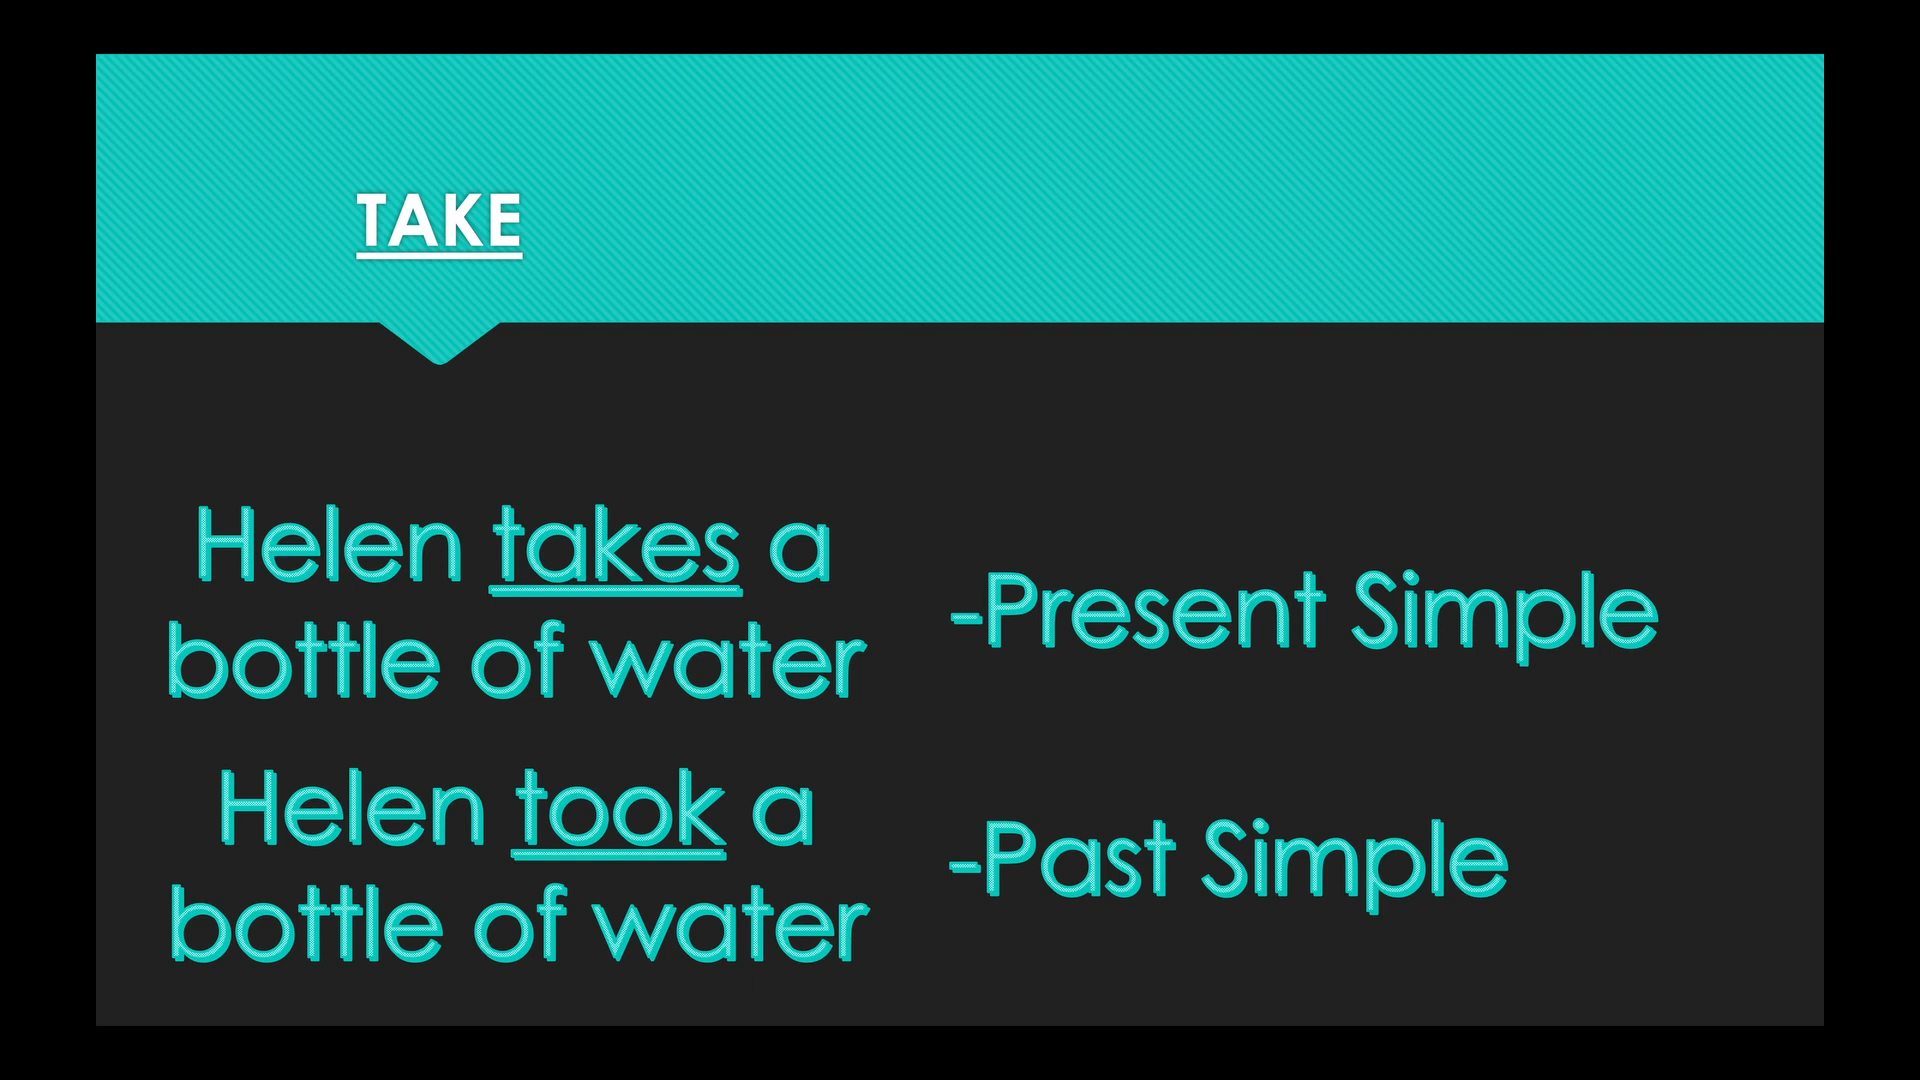 TAKE
Helen takes a
bottle of water
-Present Simple
Helen took a
bottle of water
-Past Simple